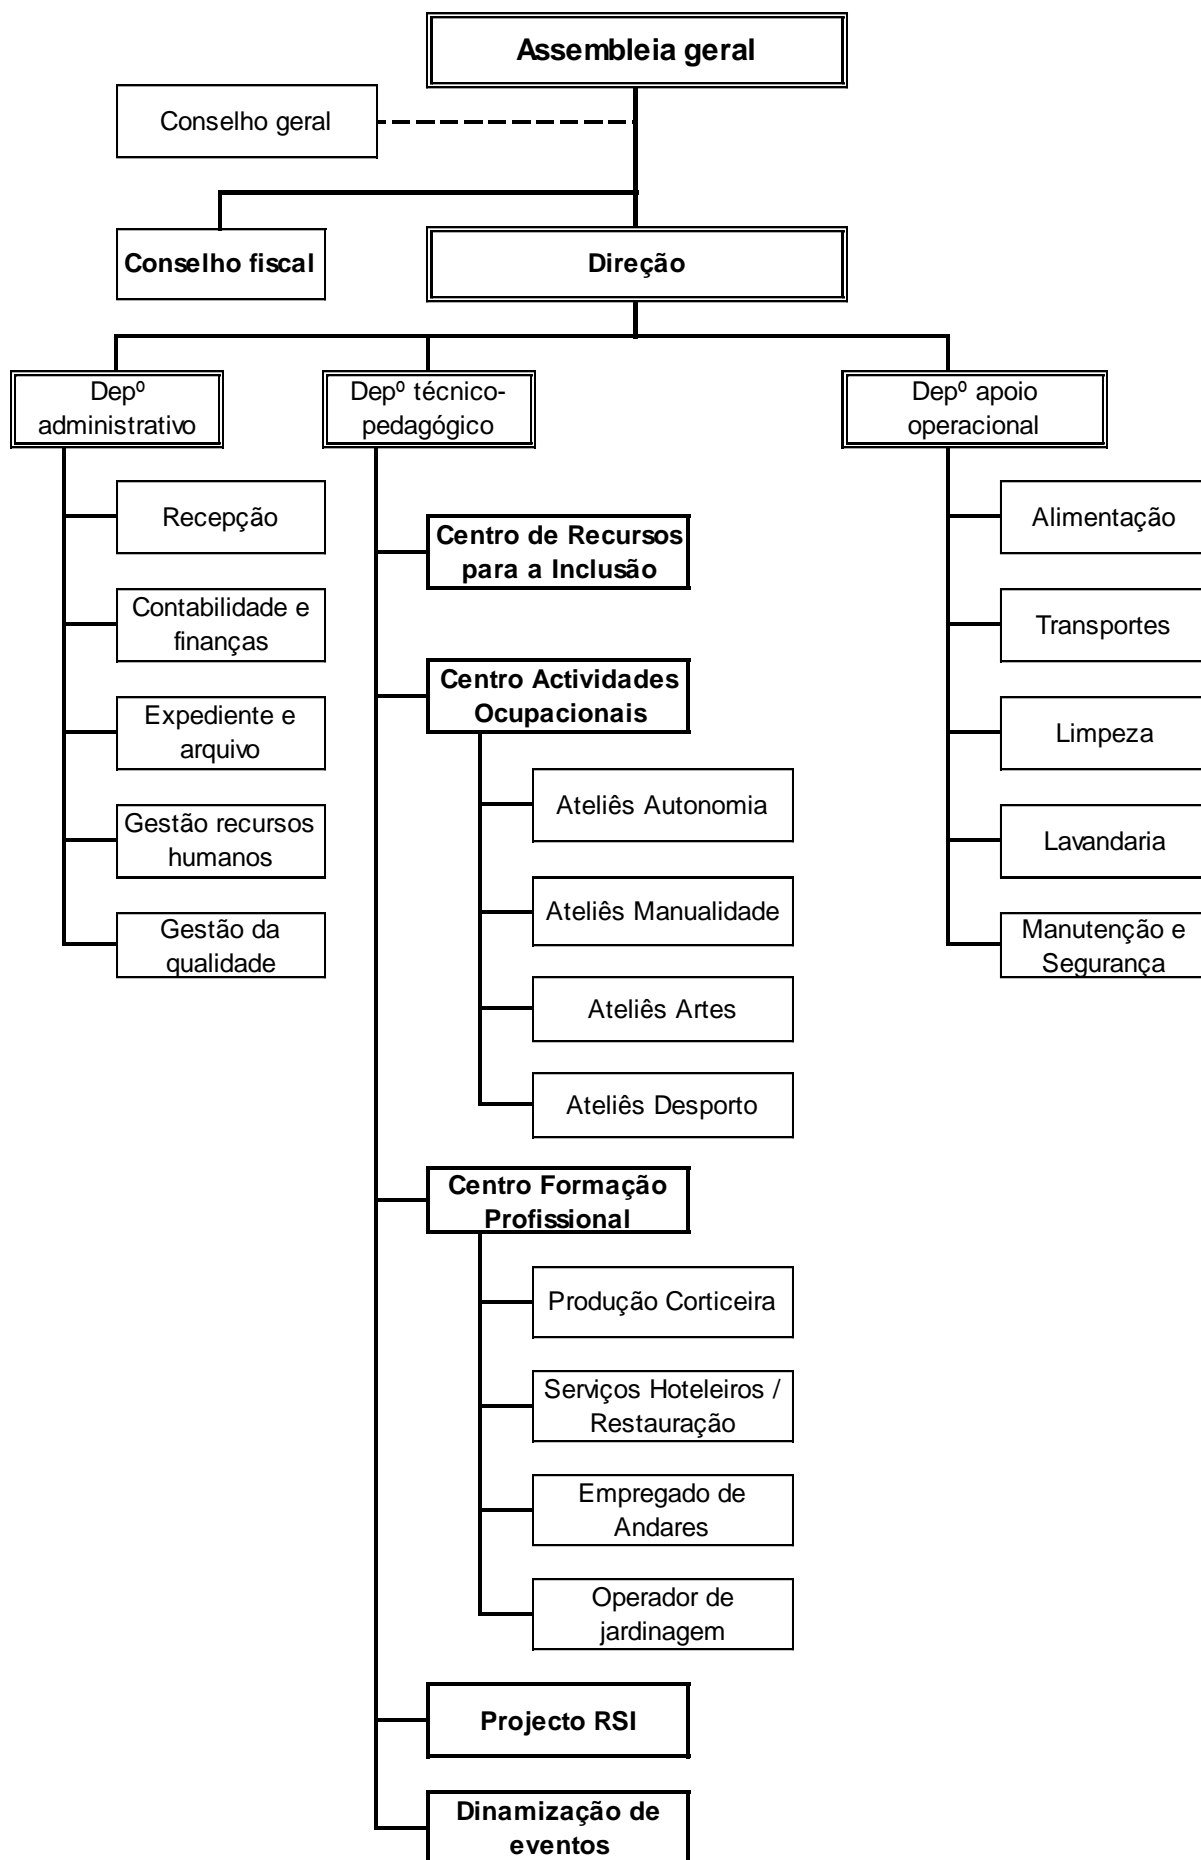 Assembleia geral
Conselho geral
Conselho fiscal
Direção
Depº
administrativo
Depº técnico-
pedagógico
Depº apoio
operacional
Recepção
Contabilidade e
finanças
Expediente e
arquivo
Gestão recursos
humanos
Gestão da
qualidade
Centro de Recursos
para a Inclusão
Centro Actividades
Ocupacionais
Ateliês Autonomia
Ateliês Manualidade
Ateliês Artes
Ateliês Desporto
Centro Formação
Profissional
Produção Corticeira
Serviços Hoteleiros /
Restauração
Empregado de
Andares
Operador de
jardinagem
Projecto RSI
Dinamização de
eventos
Alimentação
Transportes
Limpeza
Lavandaria
Manutenção e
Segurança